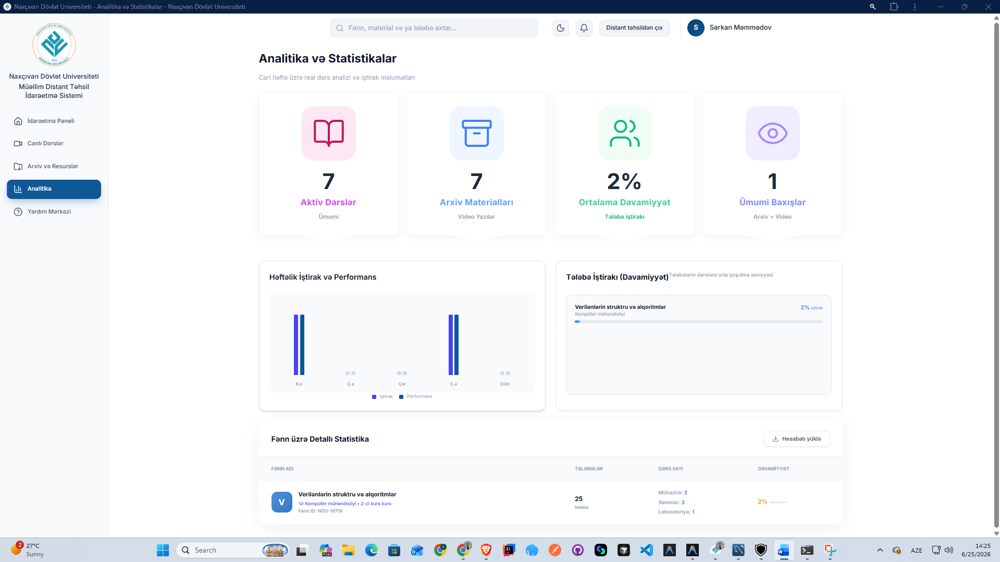 Naxçıvan Dövlət Universiteti - Analitika və Statistikalar - Naxçıvan Dövlət Universiteti
Naxçıvan Dövlət Universiteti
Müəllim Distant Təhsil
İdarəetmə Sistemi
İdarəetmə Paneli
Canlı Dərslər
Arxiv və Resurslar
Analitika
Yardım Mərkəzi
Fənn, material və ya tələbə axtar...
Distant təhsildən çıx
S
Sərkan Məmmədov
Analitika və Statistikalar
Cari həftə üzrə real dərs analizi və iştirak məlumatları
7
Aktiv Dərslər
Ümumi
7
Arxiv Materialları
Video Yazılar
2%
Ortalama Davamiyyət
Tələbə iştirakı
1
Ümumi Baxışlar
Arxiv + Video
Həftəlik İştirak və Performans
B.e
Ç.a
Çər
C.a
Cüm
İştirak
Performans
Tələbə İştirakı (Davamiyyət)
Tələbələrin dərslərə orta qoşulma səviyyəsi
Verilənlərin struktru və alqoritmlər
2% iştirak
Kompüter mühəndisliyi
Fənn üzrə Detallı Statistika
Hesabatı yüklə
FƏNN ADI
TƏLƏBƏLƏR
DƏRS SAYI
DAVAMİYYƏT
V
Verilənlərin struktru və alqoritmlər
Kompüter mühəndisliyi • 2-ci kurs kurs
Fənn ID: NDU-10719
25
tələbə
Mühazirə: 2
Seminar: 3
Laboratoriya: 1
2%
2
27°C
Sunny
Search
M365
AZE
14:25
6/25/2026